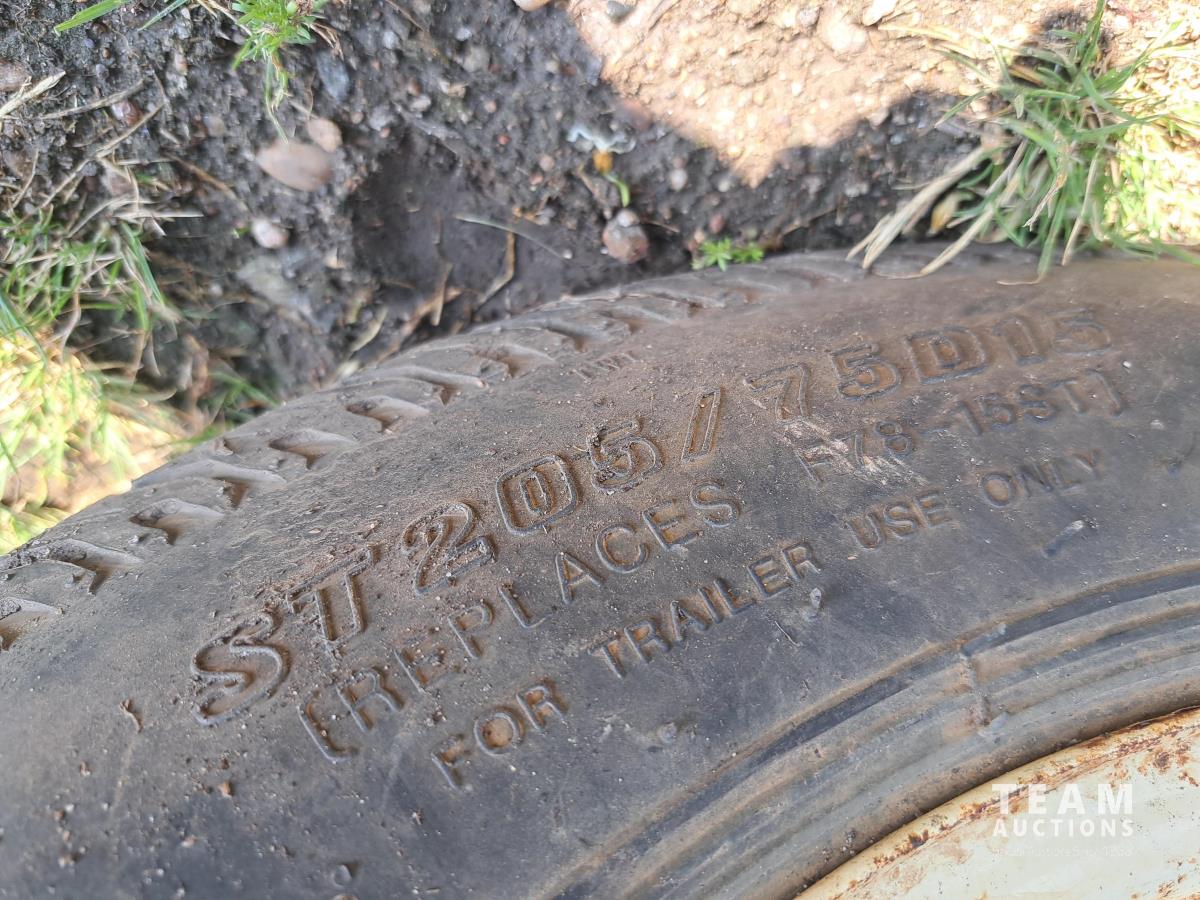 ST205/75D15
(REPLACES F78-15ST)
FOR TRAILER USE ONLY
TEAM
AUCTIONS